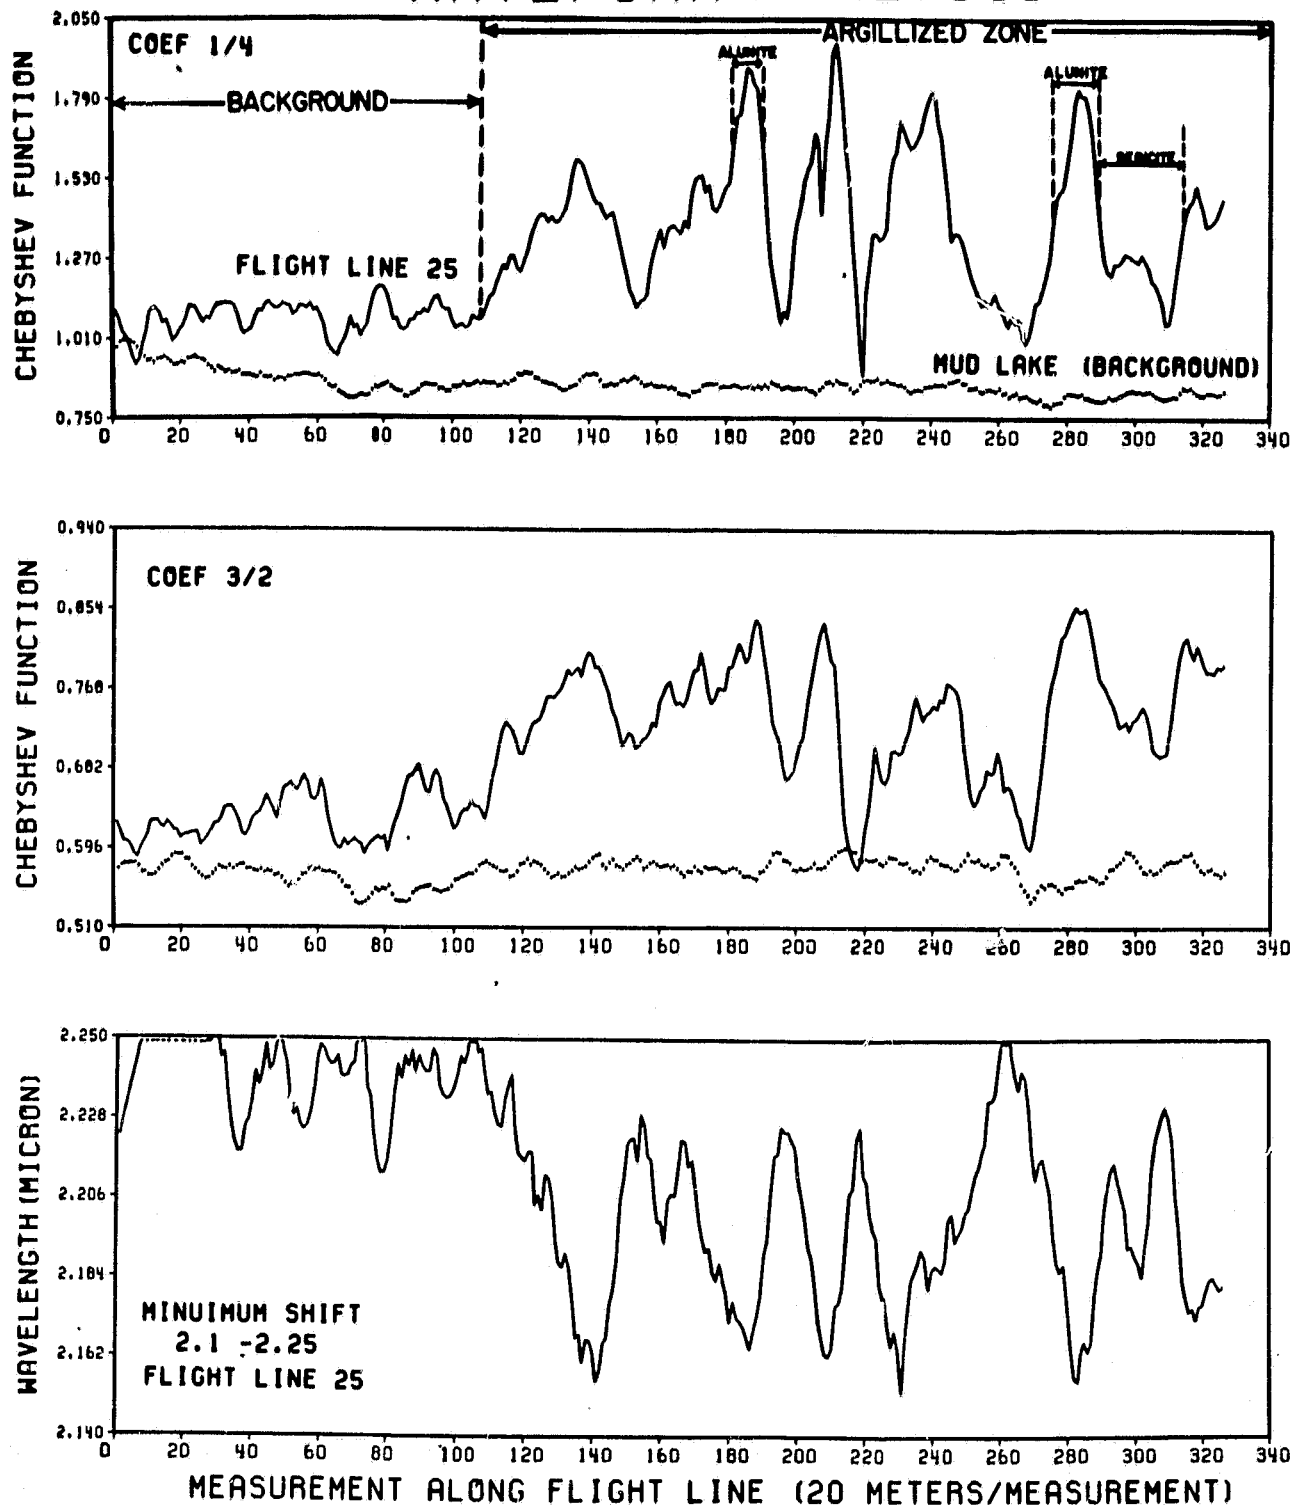 2.050
COEF 1/4
ARGILLIZED ZONE
ALUNITE
ALUNITE
1.790
BACKGROUND
SERICITE
1.530
1.270
FLIGHT LINE 25
1.010
MUD LAKE (BACKGROUND)
0.750
CHEBYSHEV FUNCTION
0 20 40 60 80 100 120 140 160 180 200 220 240 260 280 300 320 340
0.940
COEF 3/2
0.854
0.768
0.682
0.596
0.510
CHEBYSHEV FUNCTION
0 20 40 60 80 100 120 140 160 180 200 220 240 260 280 300 320 340
2.250
2.228
2.206
2.184
2.162
2.140
WAVELENGTH (MICRON)
MINUIMUM SHIFT
2.1 -2.25
FLIGHT LINE 25
0 20 40 60 80 100 120 140 160 180 200 220 240 260 280 300 320 340
MEASUREMENT ALONG FLIGHT LINE (20 METERS/MEASUREMENT)